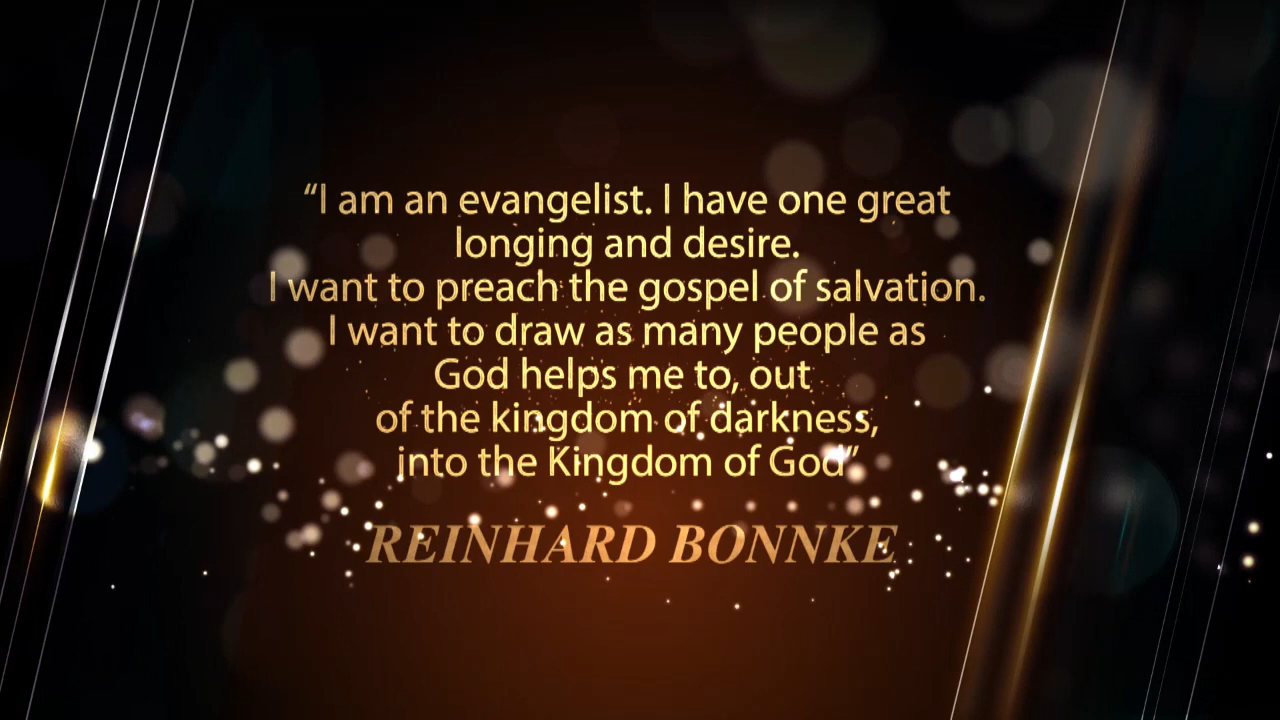 “I am an evangelist. I have one great
longing and desire.
I want to preach the gospel of salvation.
I want to draw as many people as
God helps me to, out
of the kingdom of darkness,
into the Kingdom of God”
REINHARD BONNKE